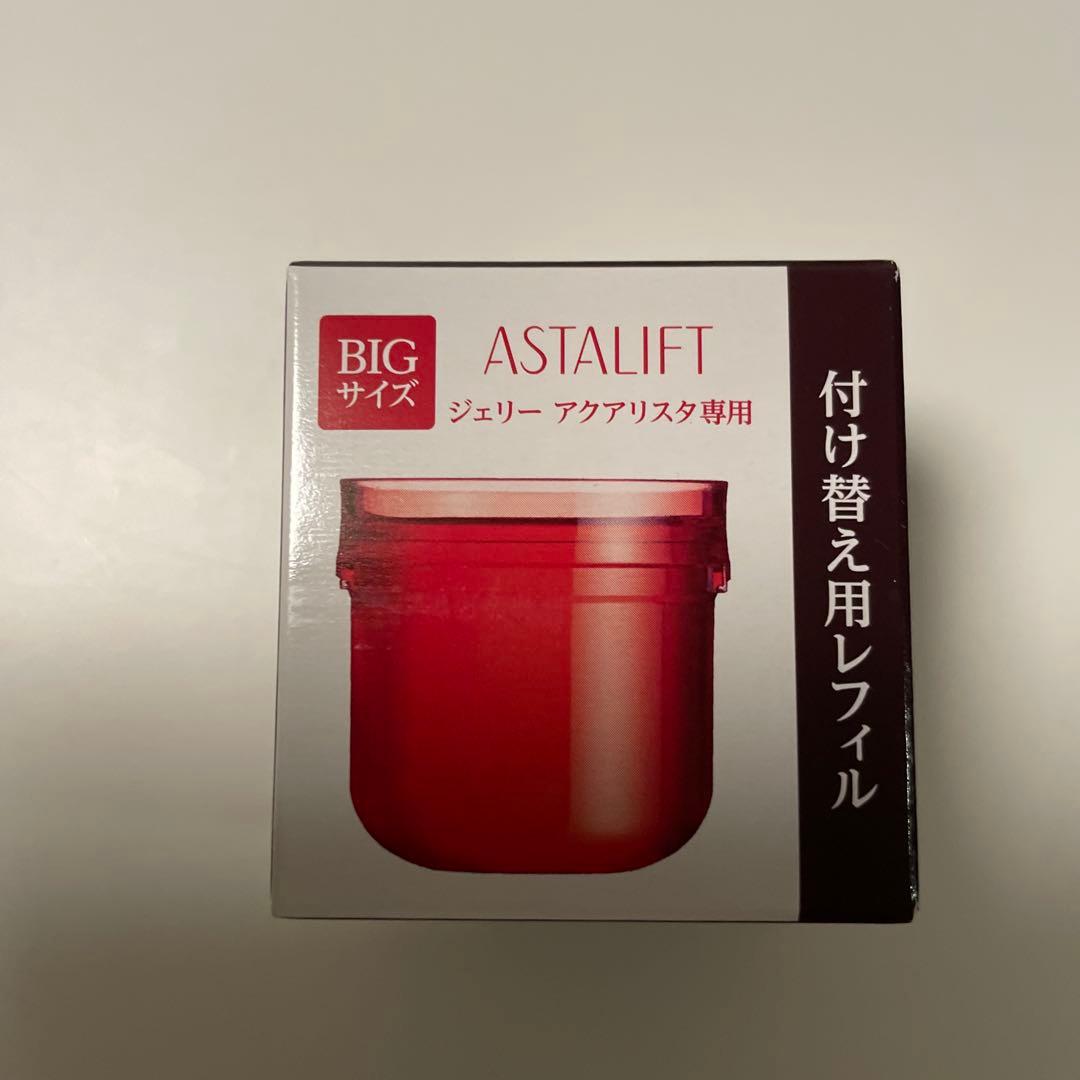 BIG
サイズ
ASTALIFT
ジェリー アクアリスタ専用
付け替え用レフィル